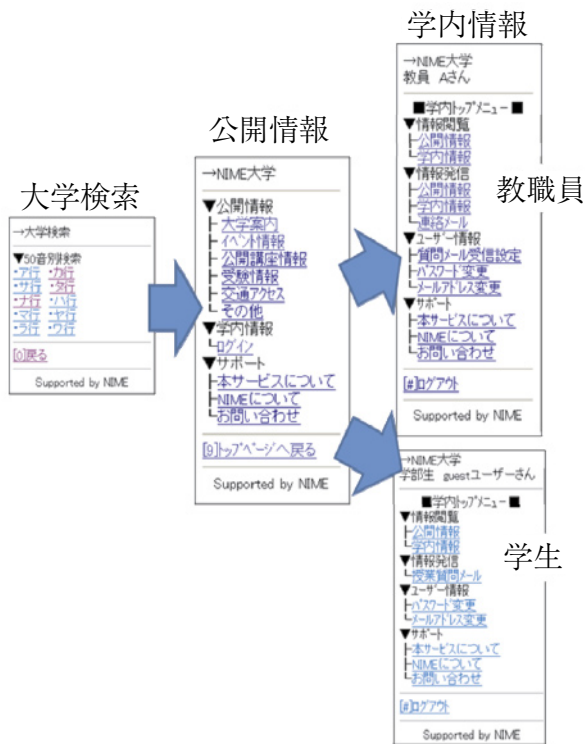 大学検索
→大学検索
▼50音別検索
・ア行 ・カ行
・サ行 ・タ行
・ナ行 ・ハ行
・マ行 ・ヤ行
・ラ行 ・ワ行
[0]戻る
Supported by NIME
公開情報
→NIME大学
▼公開情報
├大学案内
├イベント情報
├公開講座情報
├受験情報
├交通アクセス
└その他
▼学内情報
└ログイン
▼サポート
├本サービスについて
├NIMEについて
└お問い合わせ
[9]トップページへ戻る
Supported by NIME
学内情報
→NIME大学
教員 Aさん
■学内トップメニュー■
▼情報閲覧
├公開情報
└学内情報
▼情報発信
├公開情報
├学内情報
└連絡メール
▼ユーザー情報
├質問メール受信設定
├パスワード変更
└メールアドレス変更
▼サポート
├本サービスについて
├NIMEについて
└お問い合わせ
[#]ログアウト
Supported by NIME
教職員
→NIME大学
学部生 guestユーザーさん
■学内トップメニュー■
▼情報閲覧
├公開情報
└学内情報
▼情報発信
└授業質問メール
▼ユーザー情報
├パスワード変更
└メールアドレス変更
▼サポート
├本サービスについて
├NIMEについて
└お問い合わせ
[#]ログアウト
Supported by NIME
学生